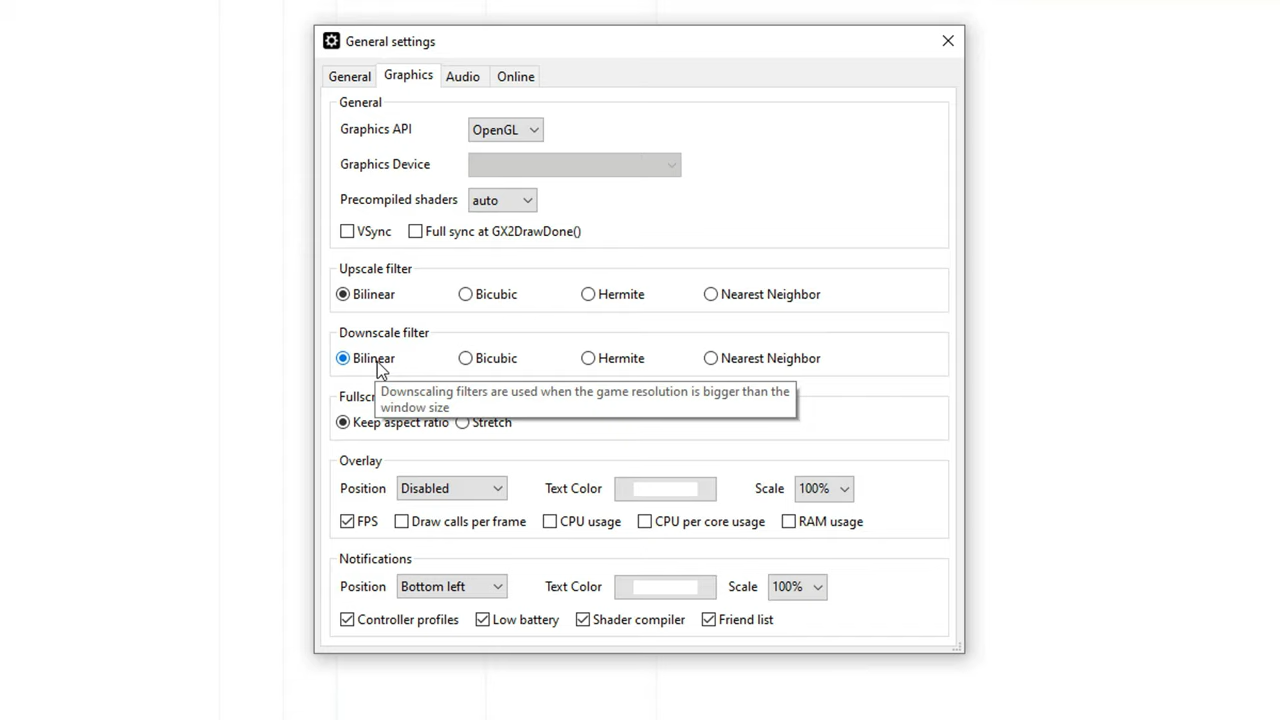 General settings
General Graphics Audio Online
General
Graphics API OpenGL
Graphics Device
Precompiled shaders auto
VSync Full sync at GX2DrawDone()
Upscale filter
Bilinear Bicubic Hermite Nearest Neighbor
Downscale filter
Bilinear Bicubic Hermite Nearest Neighbor
Downscaling filters are used when the game resolution is bigger than the
window size
Keep aspect ratio Stretch
Overlay
Position Disabled Text Color Scale 100%
FPS Draw calls per frame CPU usage CPU per core usage RAM usage
Notifications
Position Bottom left Text Color Scale 100%
Controller profiles Low battery Shader compiler Friend list